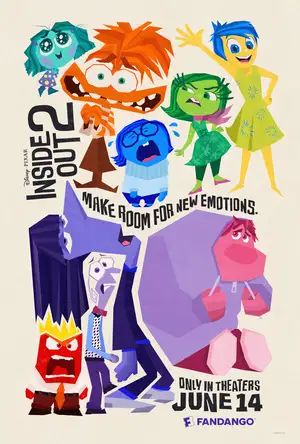 DISNEY · PIXAR
INSIDE
OUT 2
MAKE ROOM FOR NEW EMOTIONS.
ONLY IN THEATERS
JUNE 14
FANDANGO